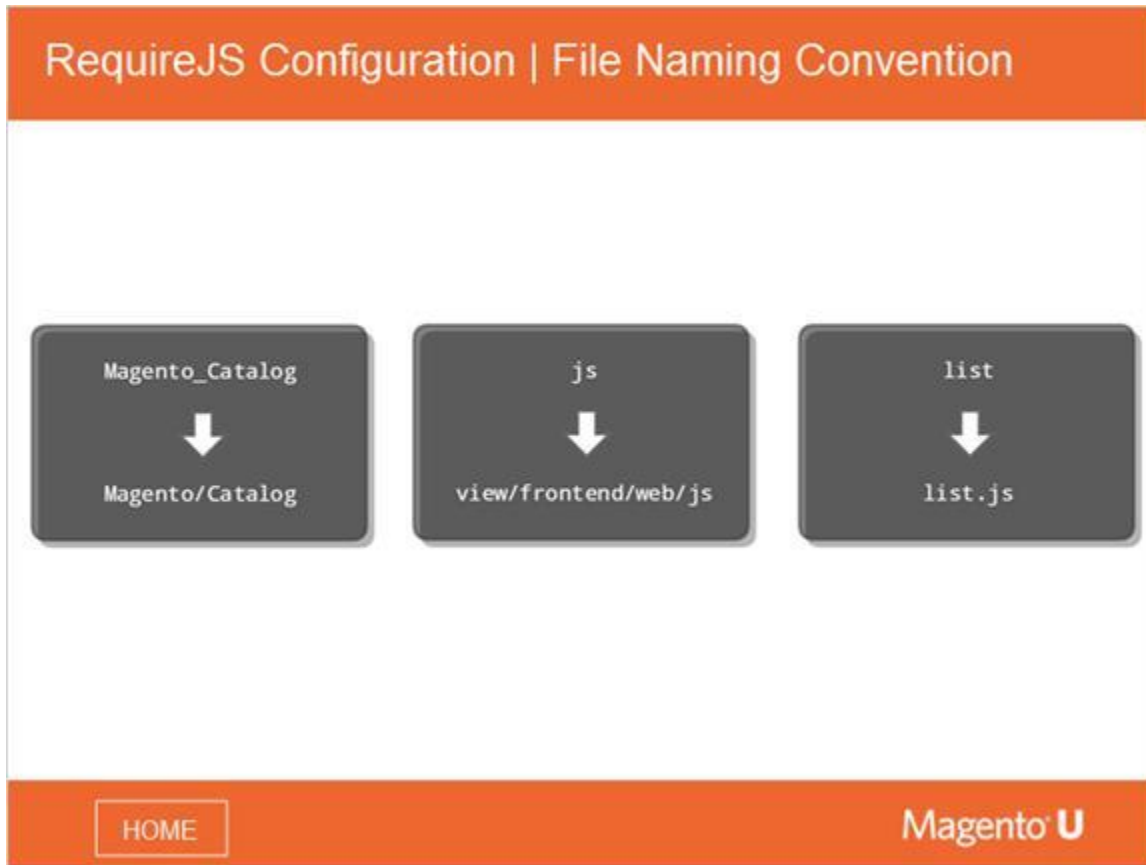 RequireJS Configuration | File Naming Convention
Magento_Catalog
Magento/Catalog
js
view/frontend/web/js
list
list.js
HOME
Magento U